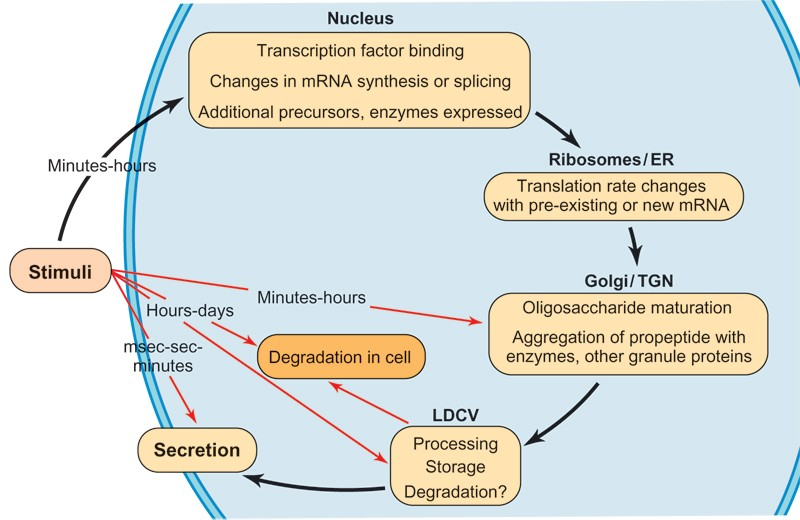 Nucleus
Transcription factor binding
Changes in mRNA synthesis or splicing
Additional precursors, enzymes expressed
Minutes-hours
Ribosomes/ER
Translation rate changes
with pre-existing or new mRNA
Stimuli
Golgi/TGN
Minutes-hours
Oligosaccharide maturation
Hours-days
Aggregation of propeptide with
enzymes, other granule proteins
msec-sec-
minutes
Degradation in cell
LDCV
Processing
Storage
Degradation?
Secretion